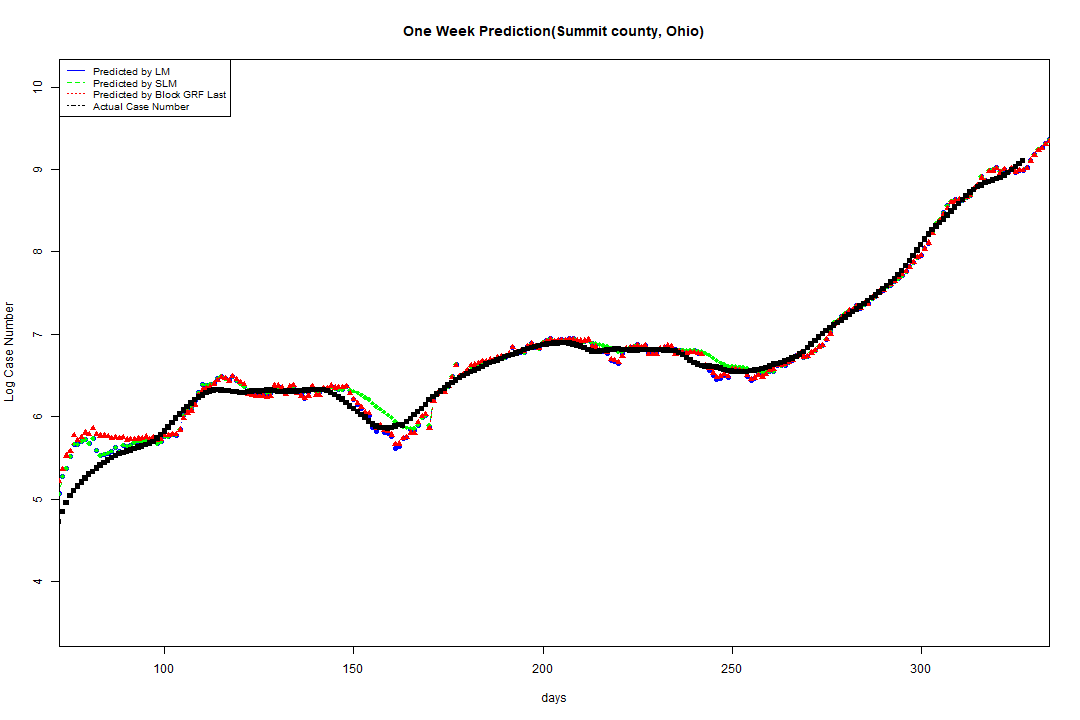 One Week Prediction(Summit county, Ohio)
Predicted by LM
Predicted by SLM
Predicted by Block GRF Last
Actual Case Number
10
9
8
7
6
5
4
Log Case Number
100 150 200 250 300
days